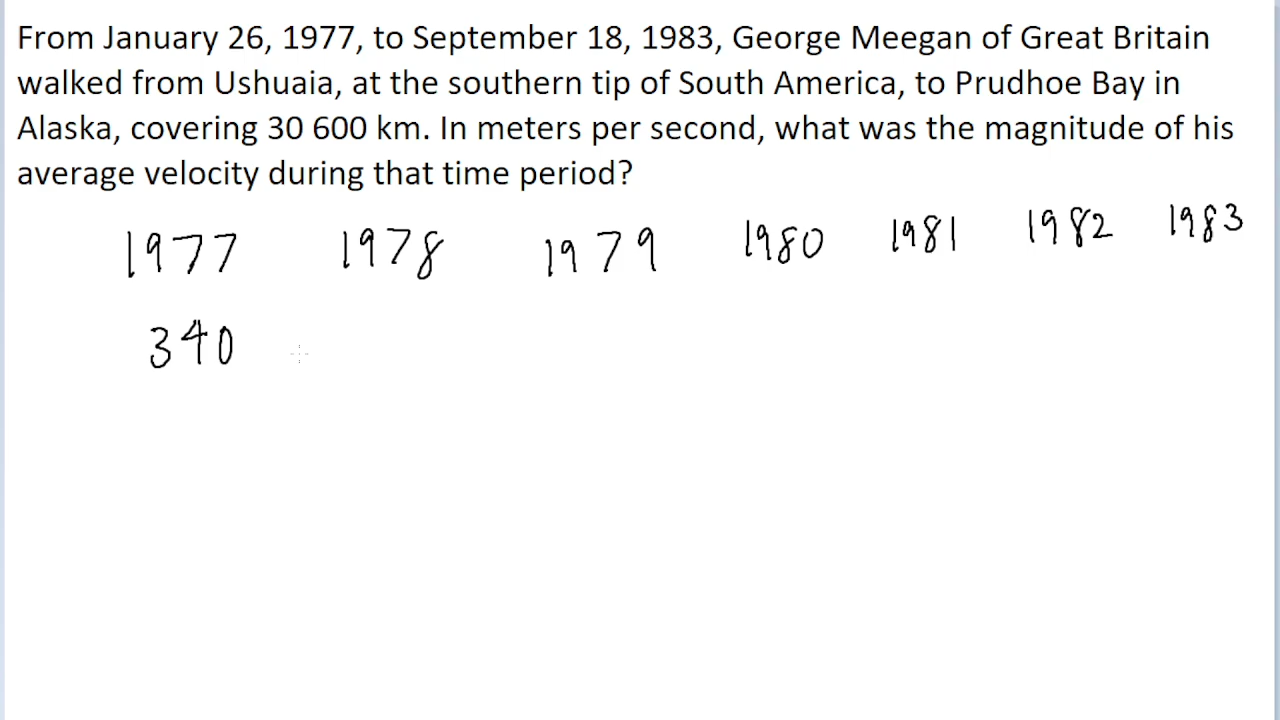 From January 26, 1977, to September 18, 1983, George Meegan of Great Britain
walked from Ushuaia, at the southern tip of South America, to Prudhoe Bay in
Alaska, covering 30 600 km. In meters per second, what was the magnitude of his
average velocity during that time period?
1977 1978 1979 1980 1981 1982 1983
340